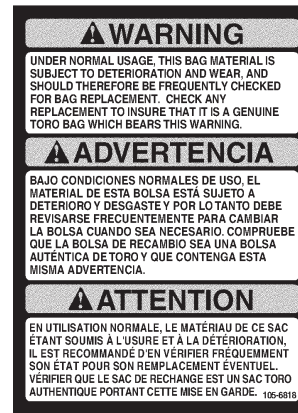 WARNING
UNDER NORMAL USAGE, THIS BAG MATERIAL IS
SUBJECT TO DETERIORATION AND WEAR, AND
SHOULD THEREFORE BE FREQUENTLY CHECKED
FOR BAG REPLACEMENT. CHECK ANY
REPLACEMENT TO INSURE THAT IT IS A GENUINE
TORO BAG WHICH BEARS THIS WARNING.
ADVERTENCIA
BAJO CONDICIONES NORMALES DE USO, EL
MATERIAL DE ESTA BOLSA ESTÁ SUJETO A
DETERIORO Y DESGASTE Y POR LO TANTO DEBE
REVISARSE FRECUENTEMENTE PARA CAMBIAR
LA BOLSA CUANDO SEA NECESARIO. COMPRUEBE
QUE LA BOLSA DE RECAMBIO SEA UNA BOLSA
AUTÉNTICA DE TORO Y QUE CONTENGA ESTA
MISMA ADVERTENCIA.
ATTENTION
EN UTILISATION NORMALE, LE MATÉRIAU DE CE SAC
ÉTANT SOUMIS À L'USURE ET À LA DÉTÉRIORATION,
IL EST RECOMMANDÉ D'EN VÉRIFIER FRÉQUEMMENT
SON ÉTAT POUR SON REMPLACEMENT ÉVENTUEL.
VÉRIFIER QUE LE SAC DE RECHANGE EST UN SAC TORO
AUTHENTIQUE PORTANT CETTE MISE EN GARDE. 105-6818